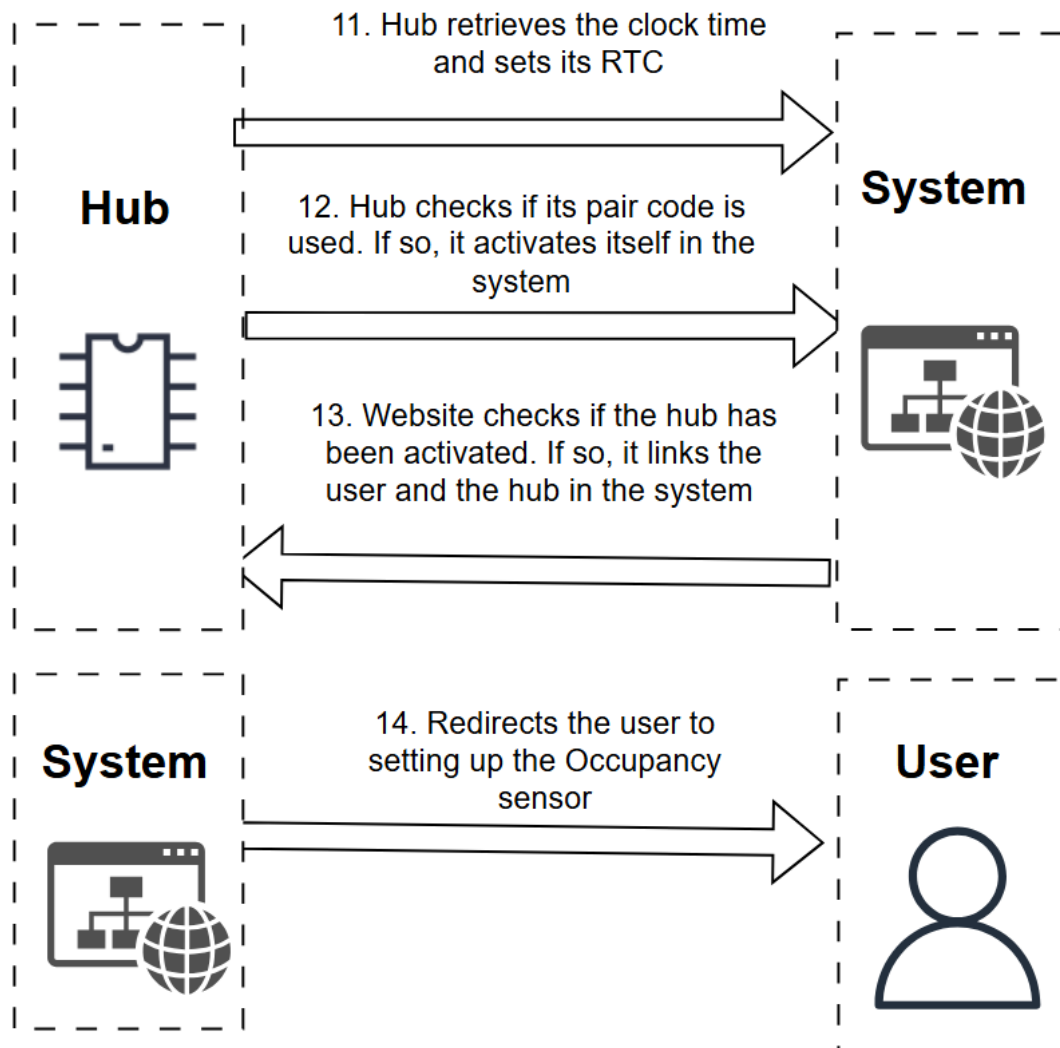 11. Hub retrieves the clock time
and sets its RTC
Hub
System
12. Hub checks if its pair code is
used. If so, it activates itself in the
system
13. Website checks if the hub has
been activated. If so, it links the
user and the hub in the system
System
14. Redirects the user to
setting up the Occupancy
sensor
User